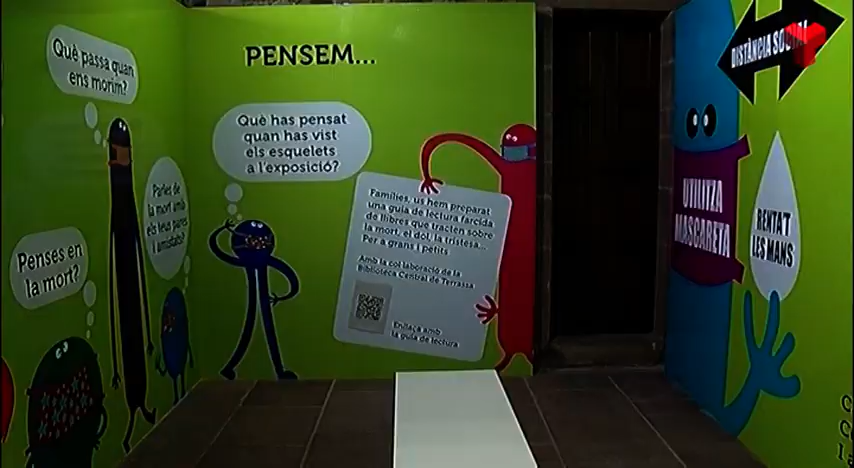 PENSEM...
Què passa quan
ens morim?
Penses en
la mort?
Parles de
la mort amb
els teus pares
i amistats?
Què has pensat
quan has vist
els esquelets
a l'exposició?
Famílies, us hem preparat
una guia de lectura farcida
de llibres que tracten sobre
la mort, el dol, la tristesa...
Per a grans i petits
Amb la col·laboració de la
Biblioteca Central de Terrassa
Enllaça amb
la guia de lectura
DISTÀNCIA SOCIAL
UTILITZA
MASCARETA
RENTA'T
LES MANS